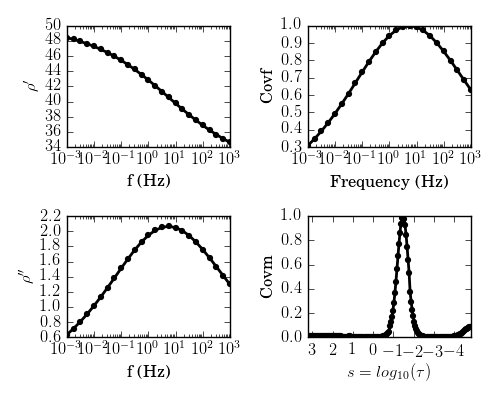 50
48
46
44
42
40
38
36
34
ρ′
10⁻³ 10⁻² 10⁻¹ 10⁰ 10¹ 10² 10³
f (Hz)
1.0
0.9
0.8
0.7
0.6
0.5
0.4
0.3
Covf
10⁻³ 10⁻² 10⁻¹ 10⁰ 10¹ 10² 10³
Frequency (Hz)
2.2
2.0
1.8
1.6
1.4
1.2
1.0
0.8
0.6
ρ″
10⁻³ 10⁻² 10⁻¹ 10⁰ 10¹ 10² 10³
f (Hz)
1.0
0.8
0.6
0.4
0.2
0.0
Covm
3 2 1 0 −1 −2 −3 −4
s = log₁₀(τ)